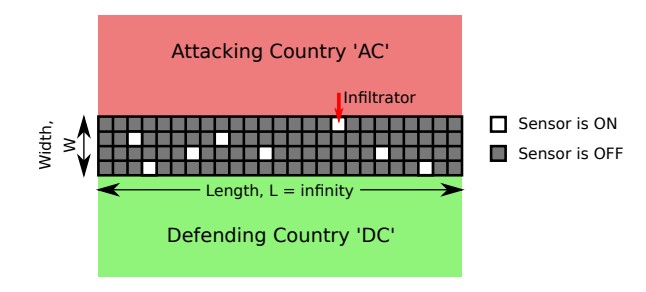 Attacking Country 'AC'
Infiltrator
Width,
W
Sensor is ON
Sensor is OFF
Length, L = infinity
Defending Country 'DC'